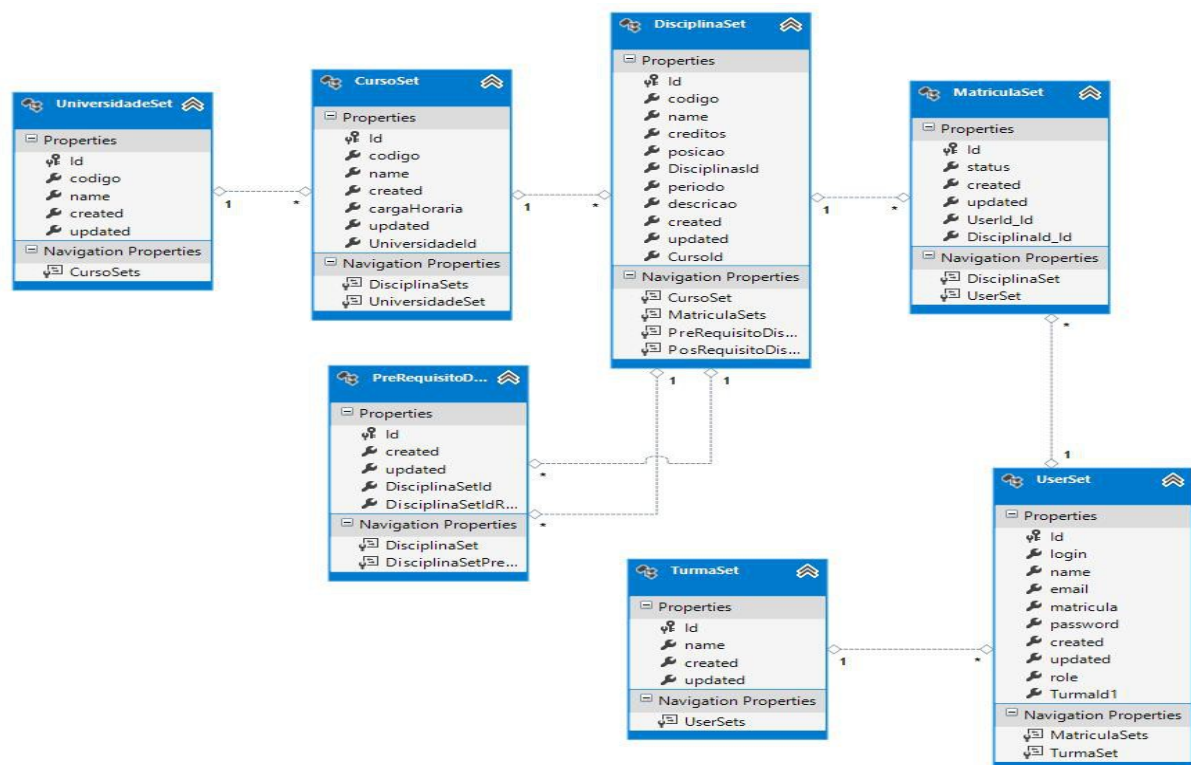 UniversidadeSet
Properties
Id
codigo
name
created
updated
Navigation Properties
CursoSets
1
*
CursoSet
Properties
Id
codigo
name
created
cargaHoraria
updated
UniversidadeId
Navigation Properties
DisciplinaSets
UniversidadeSet
1
*
DisciplinaSet
Properties
Id
codigo
name
creditos
posicao
DisciplinasId
periodo
descricao
created
updated
CursoId
Navigation Properties
CursoSet
MatriculaSets
PreRequisitoDis...
PosRequisitoDis...
1
*
1
1
MatriculaSet
Properties
Id
status
created
updated
UserId_Id
DisciplinaId_Id
Navigation Properties
DisciplinaSet
UserSet
*
1
PreRequisitoD...
Properties
Id
created
updated
DisciplinaSetId
DisciplinaSetIdR...
Navigation Properties
DisciplinaSet
DisciplinaSetPre...
*
*
TurmaSet
Properties
Id
name
created
updated
Navigation Properties
UserSets
1
*
UserSet
Properties
Id
login
name
email
matricula
password
created
updated
role
TurmaId1
Navigation Properties
MatriculaSets
TurmaSet